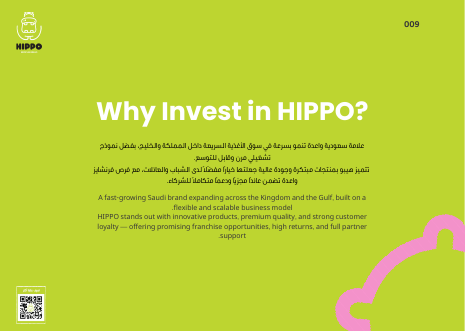 HIPPO
009
Why Invest in HIPPO?
علامة سعودية واعدة تنمو بسرعة في سوق الأغذية السريعة داخل المملكة والخليج، بفضل نموذج
تشغيلي مرن وقابل للتوسع.
تتميز هيبو بمنتجات مبتكرة وجودة عالية جعلتها خيارًا مفضلًا لدى الشباب والعائلات، مع فرص فرنشايز
واعدة تضمن عائدًا مجزيًا ودعمًا متكاملًا للشركاء.
A fast-growing Saudi brand expanding across the Kingdom and the Gulf, built on a
.flexible and scalable business model
HIPPO stands out with innovative products, premium quality, and strong customer
loyalty — offering promising franchise opportunities, high returns, and full partner
.support